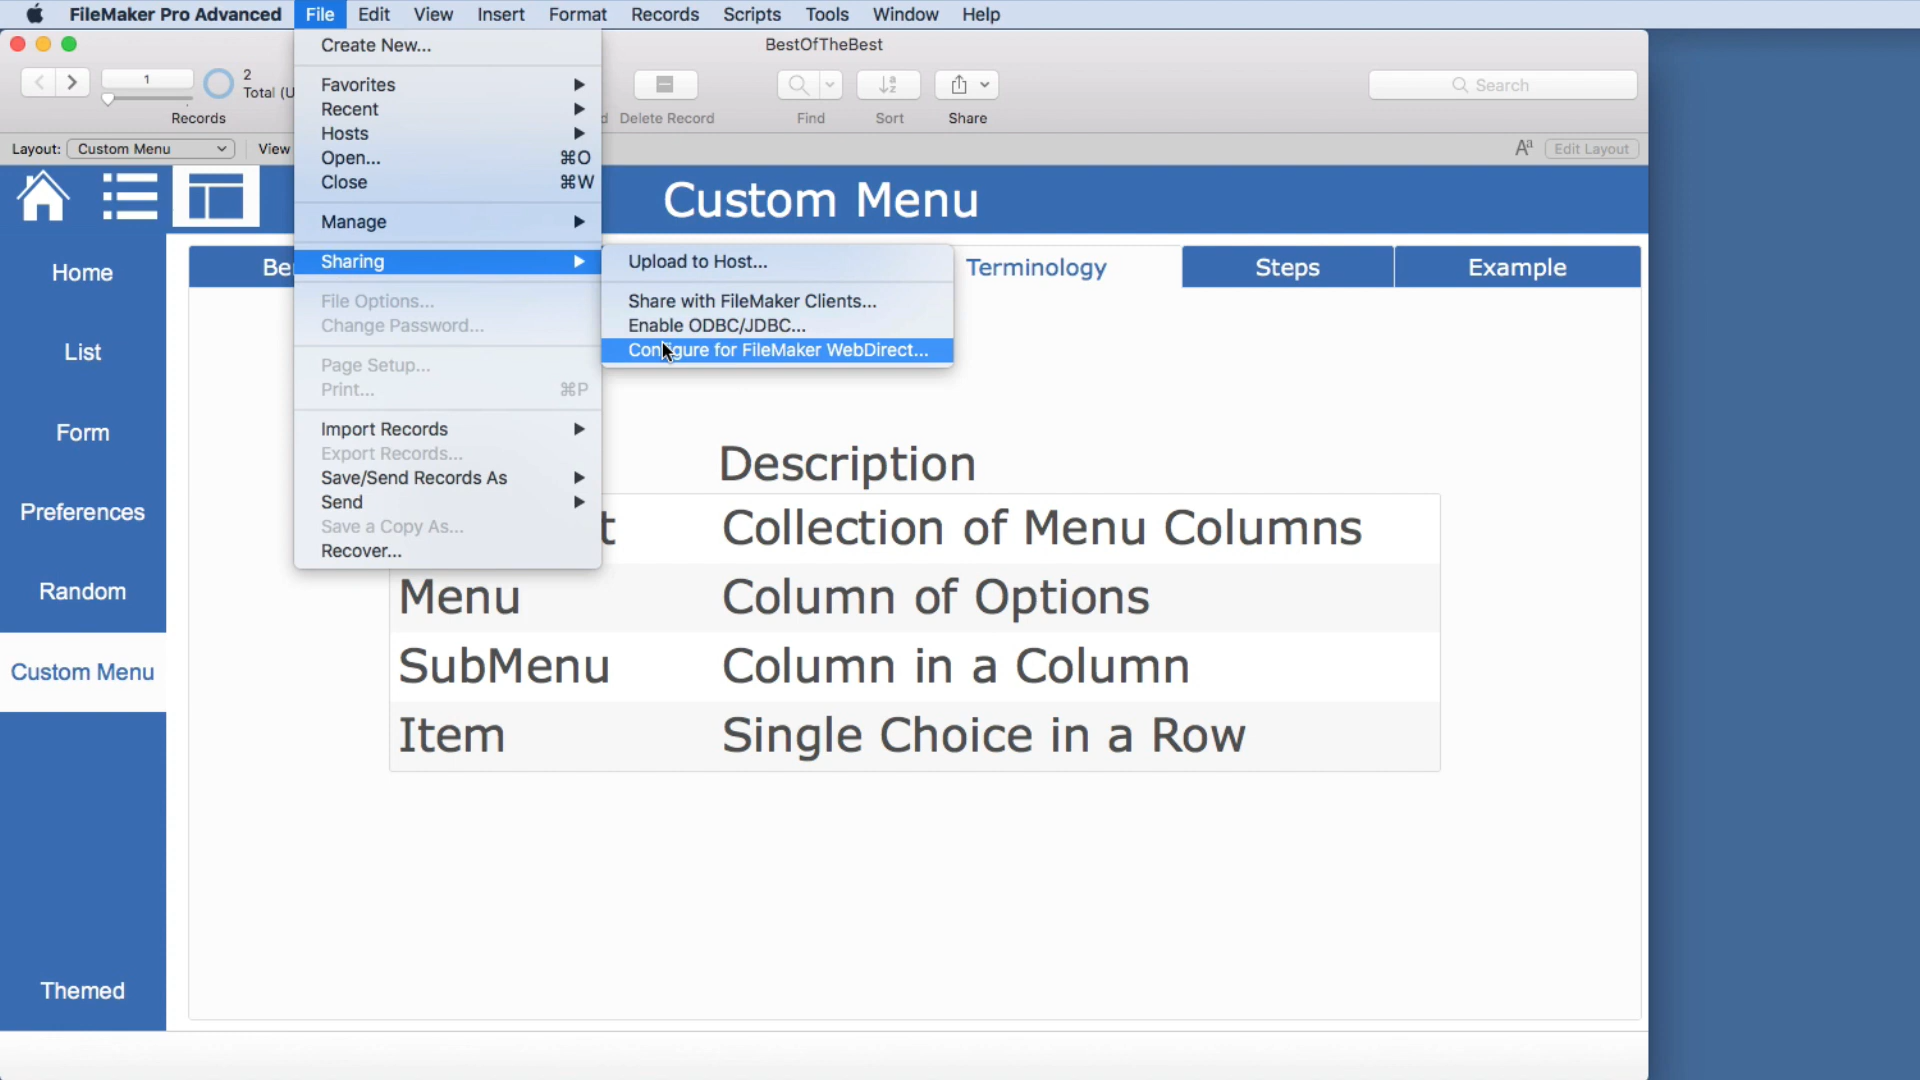 FileMaker Pro Advanced File Edit View Insert Format Records Scripts Tools Window Help
BestOfTheBest
Create New...
1
2
Total (U
Records
Delete Record
Find
Sort
Share
Search
Layout: Custom Menu View
Edit Layout
Favorites
Recent
Hosts
Open... ⌘O
Close ⌘W
Manage
Sharing
File Options...
Change Password...
Page Setup...
Print... ⌘P
Import Records
Export Records...
Save/Send Records As
Send
Save a Copy As...
Recover...
Upload to Host...
Share with FileMaker Clients...
Enable ODBC/JDBC...
Configure for FileMaker WebDirect...
Custom Menu
Terminology Steps Example
Home
List
Form
Preferences
Random
Custom Menu
Themed
Description
Collection of Menu Columns
Menu Column of Options
SubMenu Column in a Column
Item Single Choice in a Row